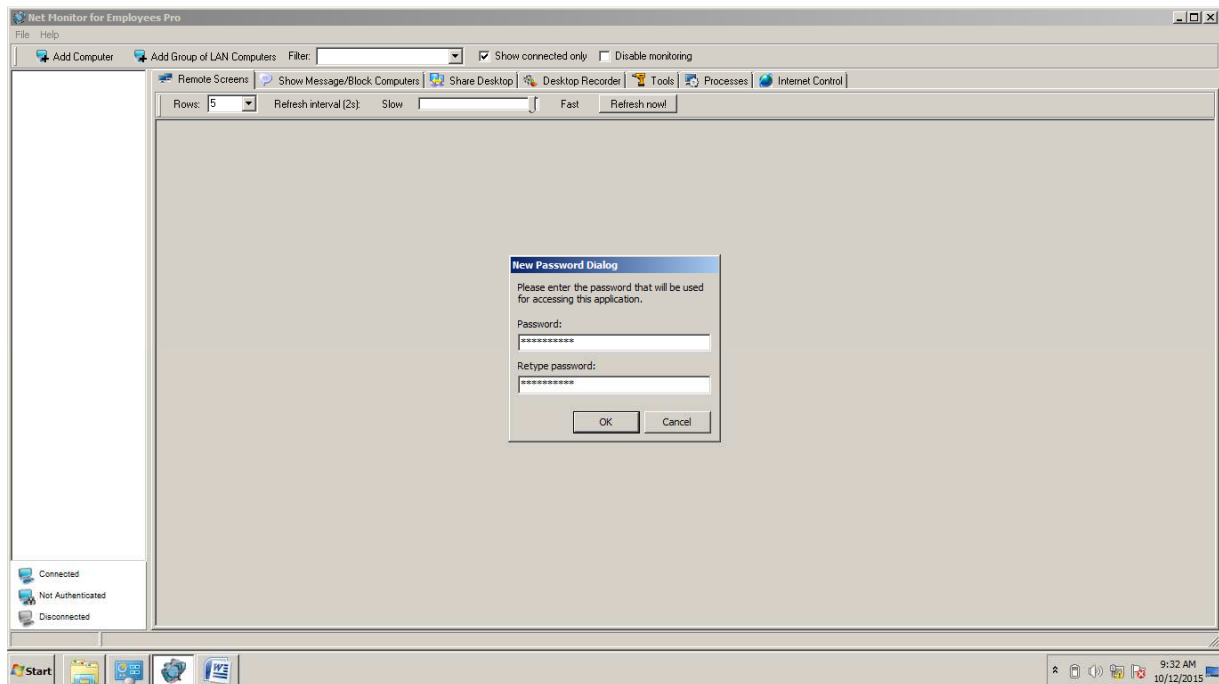 Net Monitor for Employees Pro
File Help
Add Computer Add Group of LAN Computers Filter: Show connected only Disable monitoring
Remote Screens Show Message/Block Computers Share Desktop Desktop Recorder Tools Processes Internet Control
Rows: 5 Refresh interval (2s): Slow Fast Refresh now!
New Password Dialog
Please enter the password that will be used
for accessing this application.
Password:
**********
Retype password:
**********
OK Cancel
Connected
Not Authenticated
Disconnected
Start 9:32 AM
10/12/2015